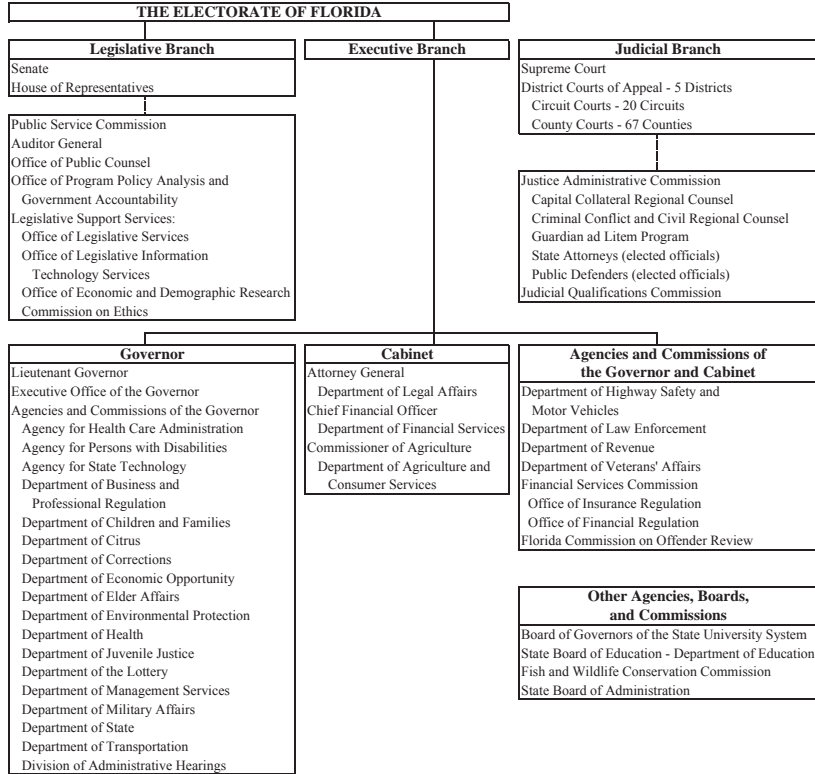 THE ELECTORATE OF FLORIDA
Legislative Branch
Senate
House of Representatives
Public Service Commission
Auditor General
Office of Public Counsel
Office of Program Policy Analysis and
Government Accountability
Legislative Support Services:
Office of Legislative Services
Office of Legislative Information
Technology Services
Office of Economic and Demographic Research
Commission on Ethics
Executive Branch
Judicial Branch
Supreme Court
District Courts of Appeal - 5 Districts
Circuit Courts - 20 Circuits
County Courts - 67 Counties
Justice Administrative Commission
Capital Collateral Regional Counsel
Criminal Conflict and Civil Regional Counsel
Guardian ad Litem Program
State Attorneys (elected officials)
Public Defenders (elected officials)
Judicial Qualifications Commission
Governor
Lieutenant Governor
Executive Office of the Governor
Agencies and Commissions of the Governor
Agency for Health Care Administration
Agency for Persons with Disabilities
Agency for State Technology
Department of Business and
Professional Regulation
Department of Children and Families
Department of Citrus
Department of Corrections
Department of Economic Opportunity
Department of Elder Affairs
Department of Environmental Protection
Department of Health
Department of Juvenile Justice
Department of the Lottery
Department of Management Services
Department of Military Affairs
Department of State
Department of Transportation
Division of Administrative Hearings
Cabinet
Attorney General
Department of Legal Affairs
Chief Financial Officer
Department of Financial Services
Commissioner of Agriculture
Department of Agriculture and
Consumer Services
Agencies and Commissions of
the Governor and Cabinet
Department of Highway Safety and
Motor Vehicles
Department of Law Enforcement
Department of Revenue
Department of Veterans' Affairs
Financial Services Commission
Office of Insurance Regulation
Office of Financial Regulation
Florida Commission on Offender Review
Other Agencies, Boards,
and Commissions
Board of Governors of the State University System
State Board of Education - Department of Education
Fish and Wildlife Conservation Commission
State Board of Administration